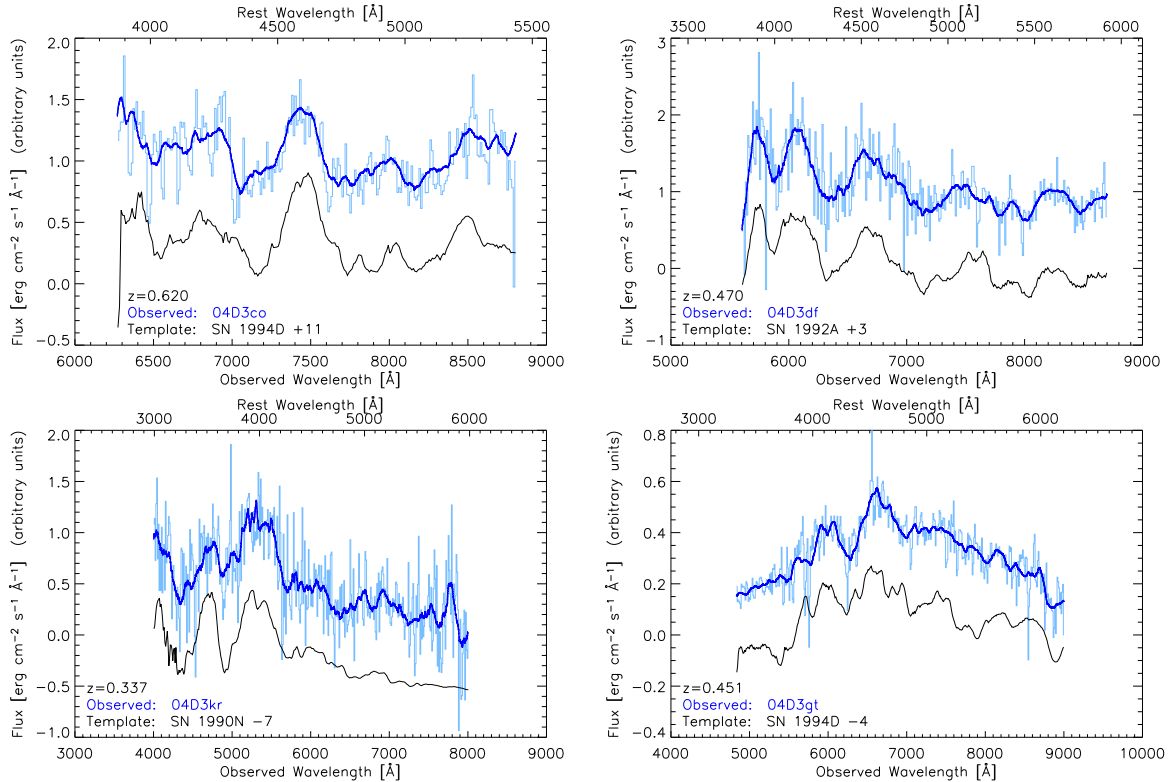 Rest Wavelength [Å]
4000 4500 5000 5500
Flux [erg cm⁻² s⁻¹ Å⁻¹] (arbitrary units)
2.0
1.5
1.0
0.5
0.0
−0.5
z=0.620
Observed: 04D3co
Template: SN 1994D +11
6000 6500 7000 7500 8000 8500 9000
Observed Wavelength [Å]
Rest Wavelength [Å]
3500 4000 4500 5000 5500 6000
Flux [erg cm⁻² s⁻¹ Å⁻¹] (arbitrary units)
3
2
1
0
−1
z=0.470
Observed: 04D3df
Template: SN 1992A +3
5000 6000 7000 8000 9000
Observed Wavelength [Å]
Rest Wavelength [Å]
3000 4000 5000 6000
Flux [erg cm⁻² s⁻¹ Å⁻¹] (arbitrary units)
2.0
1.5
1.0
0.5
0.0
−0.5
−1.0
z=0.337
Observed: 04D3kr
Template: SN 1990N −7
3000 4000 5000 6000 7000 8000 9000
Observed Wavelength [Å]
Rest Wavelength [Å]
3000 4000 5000 6000
Flux [erg cm⁻² s⁻¹ Å⁻¹] (arbitrary units)
0.8
0.6
0.4
0.2
0.0
−0.2
−0.4
z=0.451
Observed: 04D3gt
Template: SN 1994D −4
4000 5000 6000 7000 8000 9000 10000
Observed Wavelength [Å]